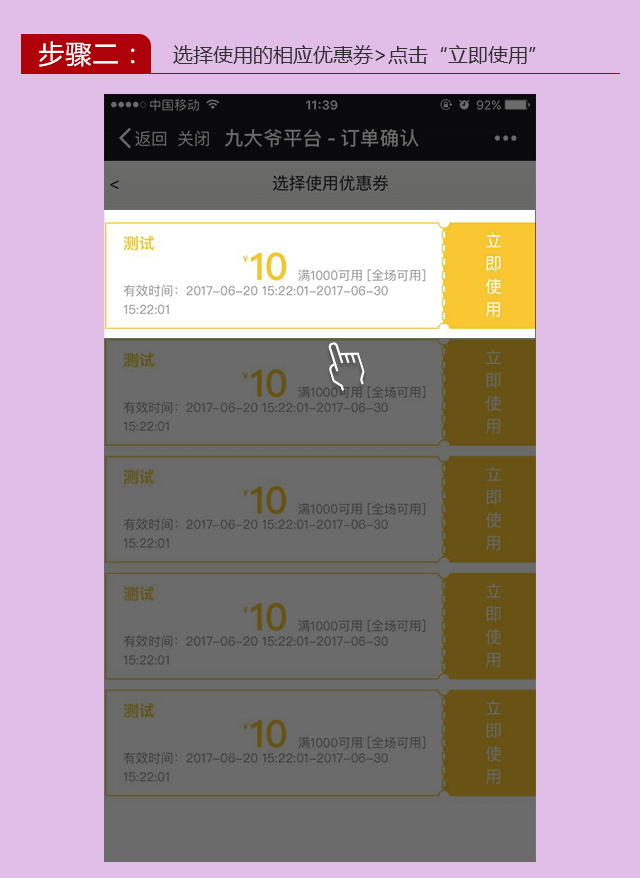 步骤二：
选择使用的相应优惠券>点击“立即使用”
中国移动 11:39 92%
返回 关闭 九大爷平台 - 订单确认 •••
< 选择使用优惠券
测试
¥10 满1000可用 [全场可用]
有效时间：2017-06-20 15:22:01-2017-06-30
15:22:01
立即使用
测试
¥10 满1000可用 [全场可用]
有效时间：2017-06-20 15:22:01-2017-06-30
15:22:01
立即使用
测试
¥10 满1000可用 [全场可用]
有效时间：2017-06-20 15:22:01-2017-06-30
15:22:01
立即使用
测试
¥10 满1000可用 [全场可用]
有效时间：2017-06-20 15:22:01-2017-06-30
15:22:01
立即使用
测试
¥10 满1000可用 [全场可用]
有效时间：2017-06-20 15:22:01-2017-06-30
15:22:01
立即使用